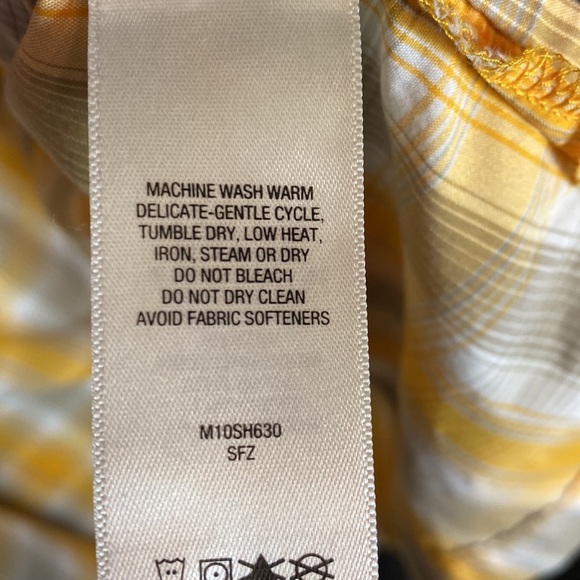 MACHINE WASH WARM
DELICATE-GENTLE CYCLE,
TUMBLE DRY, LOW HEAT,
IRON, STEAM OR DRY
DO NOT BLEACH
DO NOT DRY CLEAN
AVOID FABRIC SOFTENERS
M10SH630
SFZ